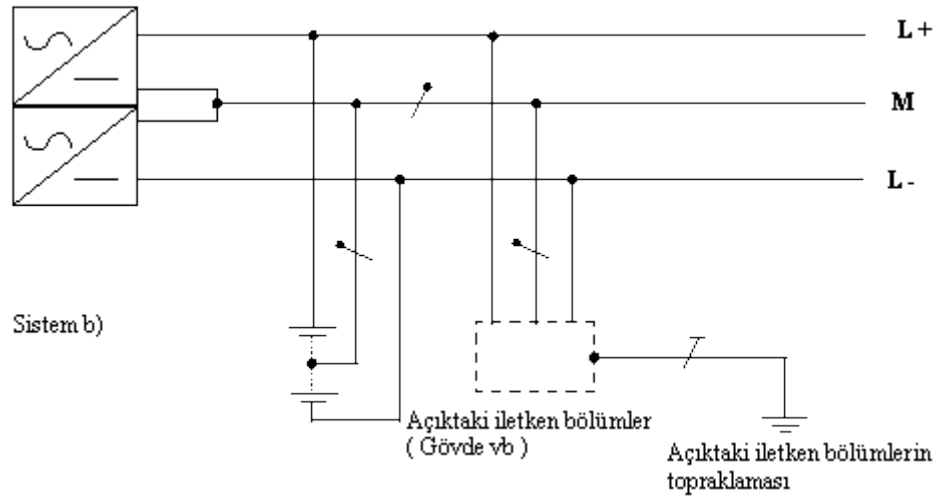 L+
M
L-
Sistem b)
Açıktaki iletken bölümler
( Gövde vb )
Açıktaki iletken bölümlerin
topraklaması